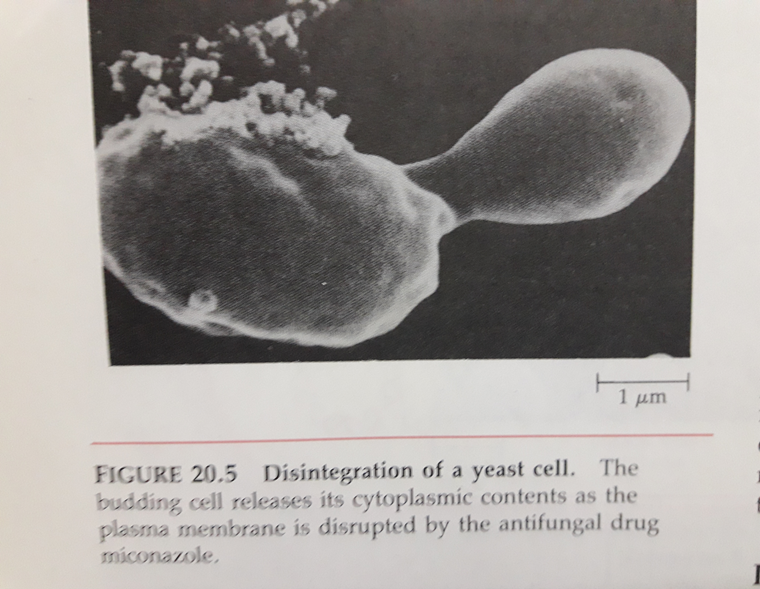 1 μm
FIGURE 20.5 Disintegration of a yeast cell. The
budding cell releases its cytoplasmic contents as the
plasma membrane is disrupted by the antifungal drug
miconazole.